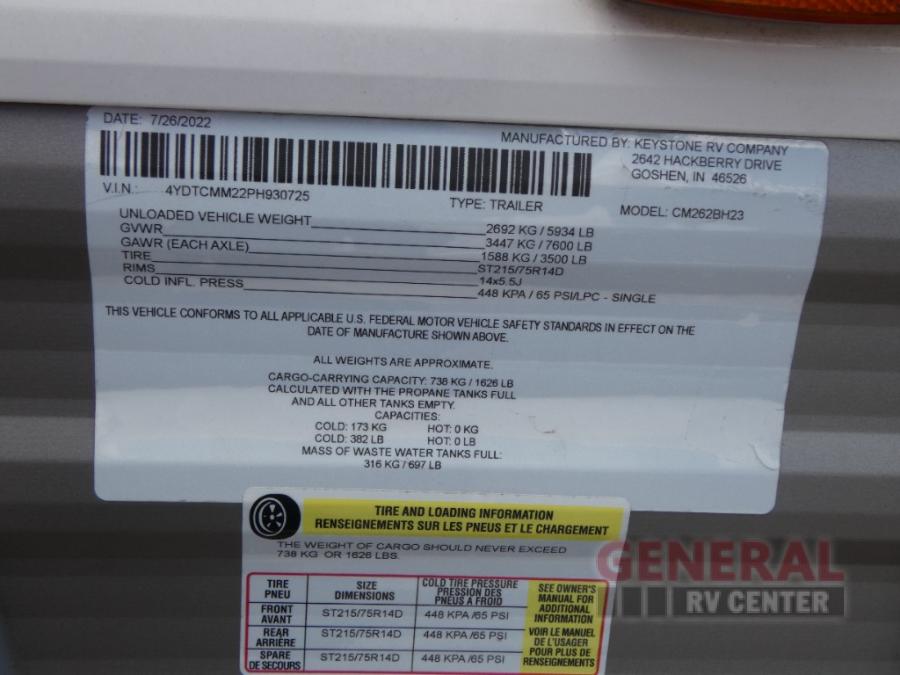 DATE: 7/26/2022
MANUFACTURED BY: KEYSTONE RV COMPANY
2642 HACKBERRY DRIVE
GOSHEN, IN 46526
V.I.N.: 4YDTCMM22PH930725
TYPE: TRAILER
MODEL: CM262BH23
UNLOADED VEHICLE WEIGHT 2692 KG / 5934 LB
GVWR 3447 KG / 7600 LB
GAWR (EACH AXLE) 1588 KG / 3500 LB
TIRE ST215/75R14D
RIMS 14x5.5J
COLD INFL. PRESS 448 KPA / 65 PSI/LPC - SINGLE
THIS VEHICLE CONFORMS TO ALL APPLICABLE U.S. FEDERAL MOTOR VEHICLE SAFETY STANDARDS IN EFFECT ON THE
DATE OF MANUFACTURE SHOWN ABOVE.
ALL WEIGHTS ARE APPROXIMATE.
CARGO-CARRYING CAPACITY: 738 KG / 1626 LB
CALCULATED WITH THE PROPANE TANKS FULL
AND ALL OTHER TANKS EMPTY.
CAPACITIES:
COLD: 173 KG HOT: 0 KG
COLD: 382 LB HOT: 0 LB
MASS OF WASTE WATER TANKS FULL:
316 KG / 697 LB
TIRE AND LOADING INFORMATION
RENSEIGNEMENTS SUR LES PNEUS ET LE CHARGEMENT
THE WEIGHT OF CARGO SHOULD NEVER EXCEED
738 KG OR 1626 LBS.
TIRE
PNEU
SIZE
DIMENSIONS
COLD TIRE PRESSURE
PRESSION DES
PNEUS A FROID
SEE OWNER'S
MANUAL FOR
ADDITIONAL
INFORMATION
VOIR LE MANUEL
DE L'USAGER
POUR PLUS DE
RENSEIGNEMENTS
FRONT
AVANT
ST215/75R14D
448 KPA /65 PSI
REAR
ARRIÈRE
ST215/75R14D
448 KPA /65 PSI
SPARE
DE SECOURS
ST215/75R14D
448 KPA /65 PSI
GENERAL
RV CENTER